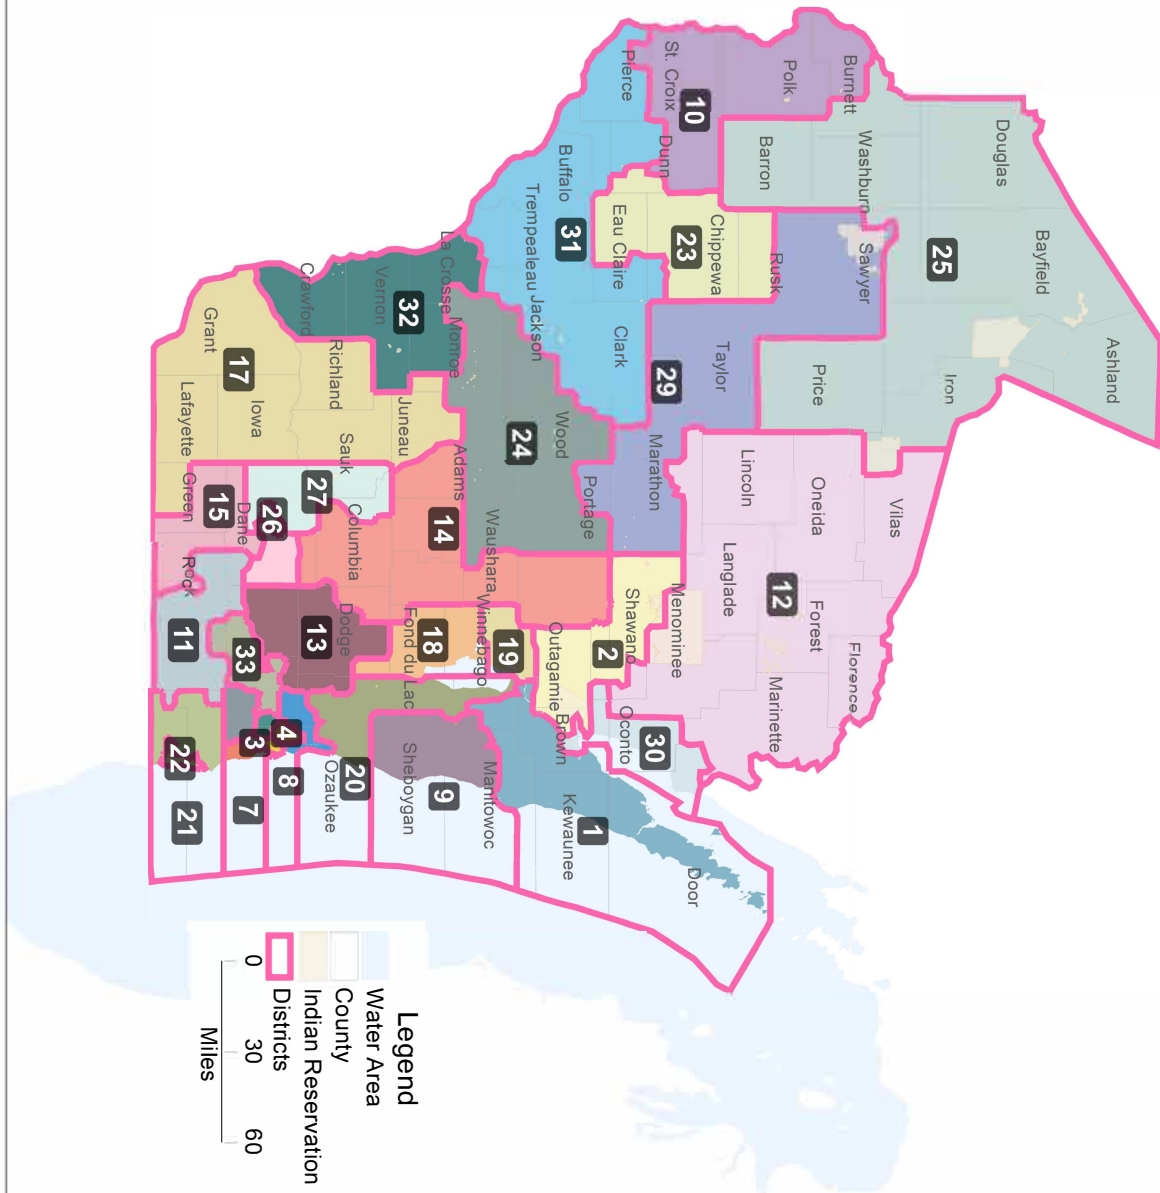 Douglas
Bayfield
Ashland
Burnett
Washburn
Sawyer
25
Iron
Vilas
Polk
Barron
Rusk
Price
Oneida
Forest
Florence
10
St. Croix
Dunn
Chippewa
23
Taylor
Lincoln
Langlade
12
Marinette
29
Pierce
Eau Claire
Clark
Marathon
Menominee
Shawano
2
Oconto
30
Door
Buffalo
31
Trempealeau
Jackson
Wood
Portage
Outagamie
Brown
Kewaunee
1
24
Waushara
Winnebago
19
Manitowoc
La Crosse
Monroe
Adams
14
9
32
Vernon
Juneau
Fond du Lac
18
Sheboygan
Crawford
Richland
Sauk
Columbia
Dodge
13
20
Ozaukee
27
26
4
8
Grant
17
Iowa
Dane
33
3
7
Lafayette
Green
15
Rock
11
22
21
Legend
Water Area
County
Indian Reservation
Districts
0 30 60
Miles